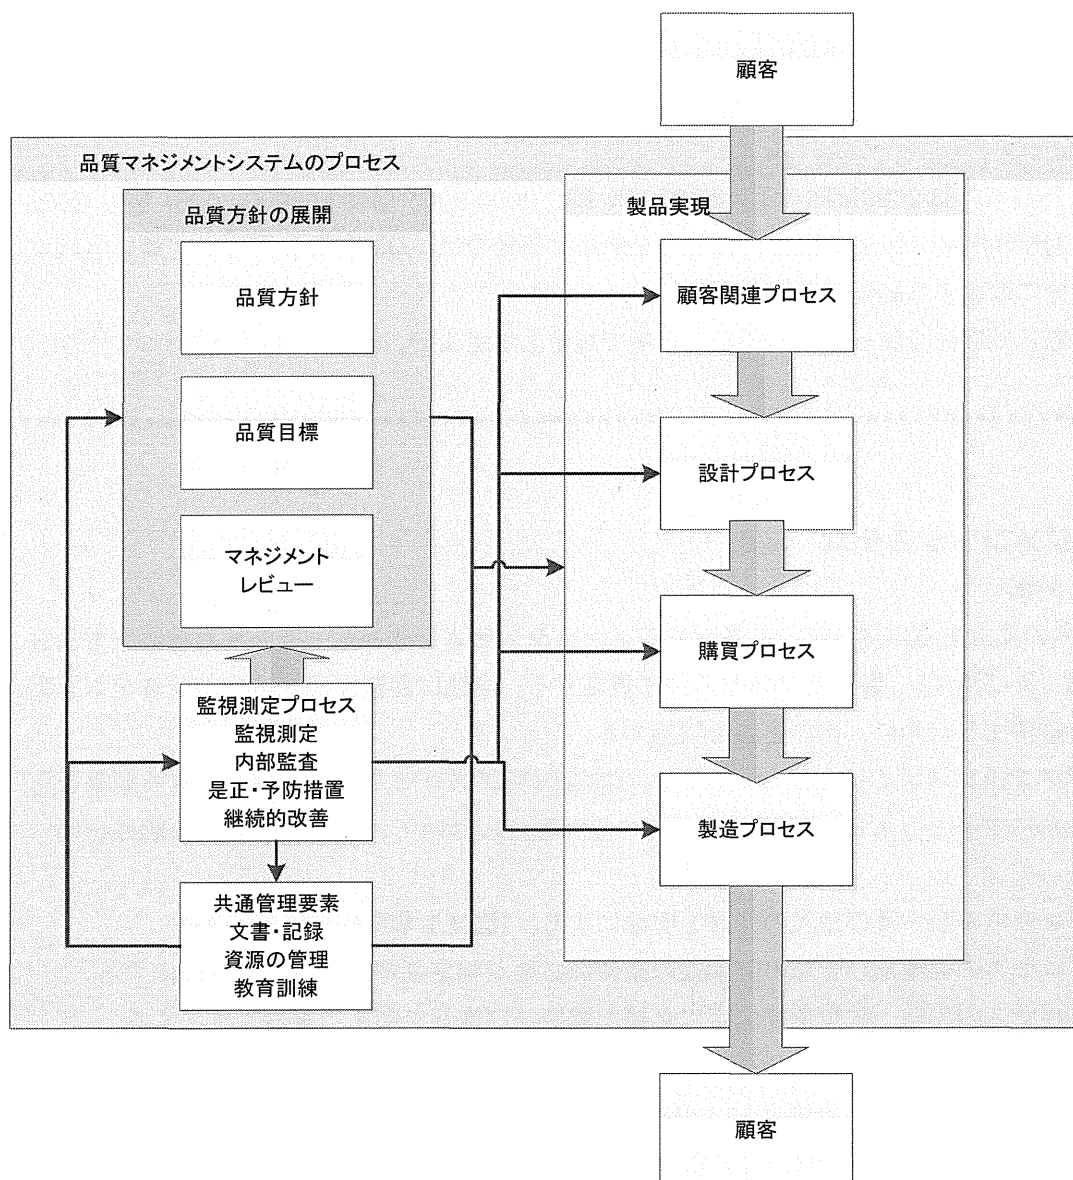 顧客
品質マネジメントシステムのプロセス
品質方針の展開
品質方針
品質目標
マネジメント
レビュー
監視測定プロセス
監視測定
内部監査
是正・予防措置
継続的改善
共通管理要素
文書・記録
資源の管理
教育訓練
製品実現
顧客関連プロセス
設計プロセス
購買プロセス
製造プロセス
顧客